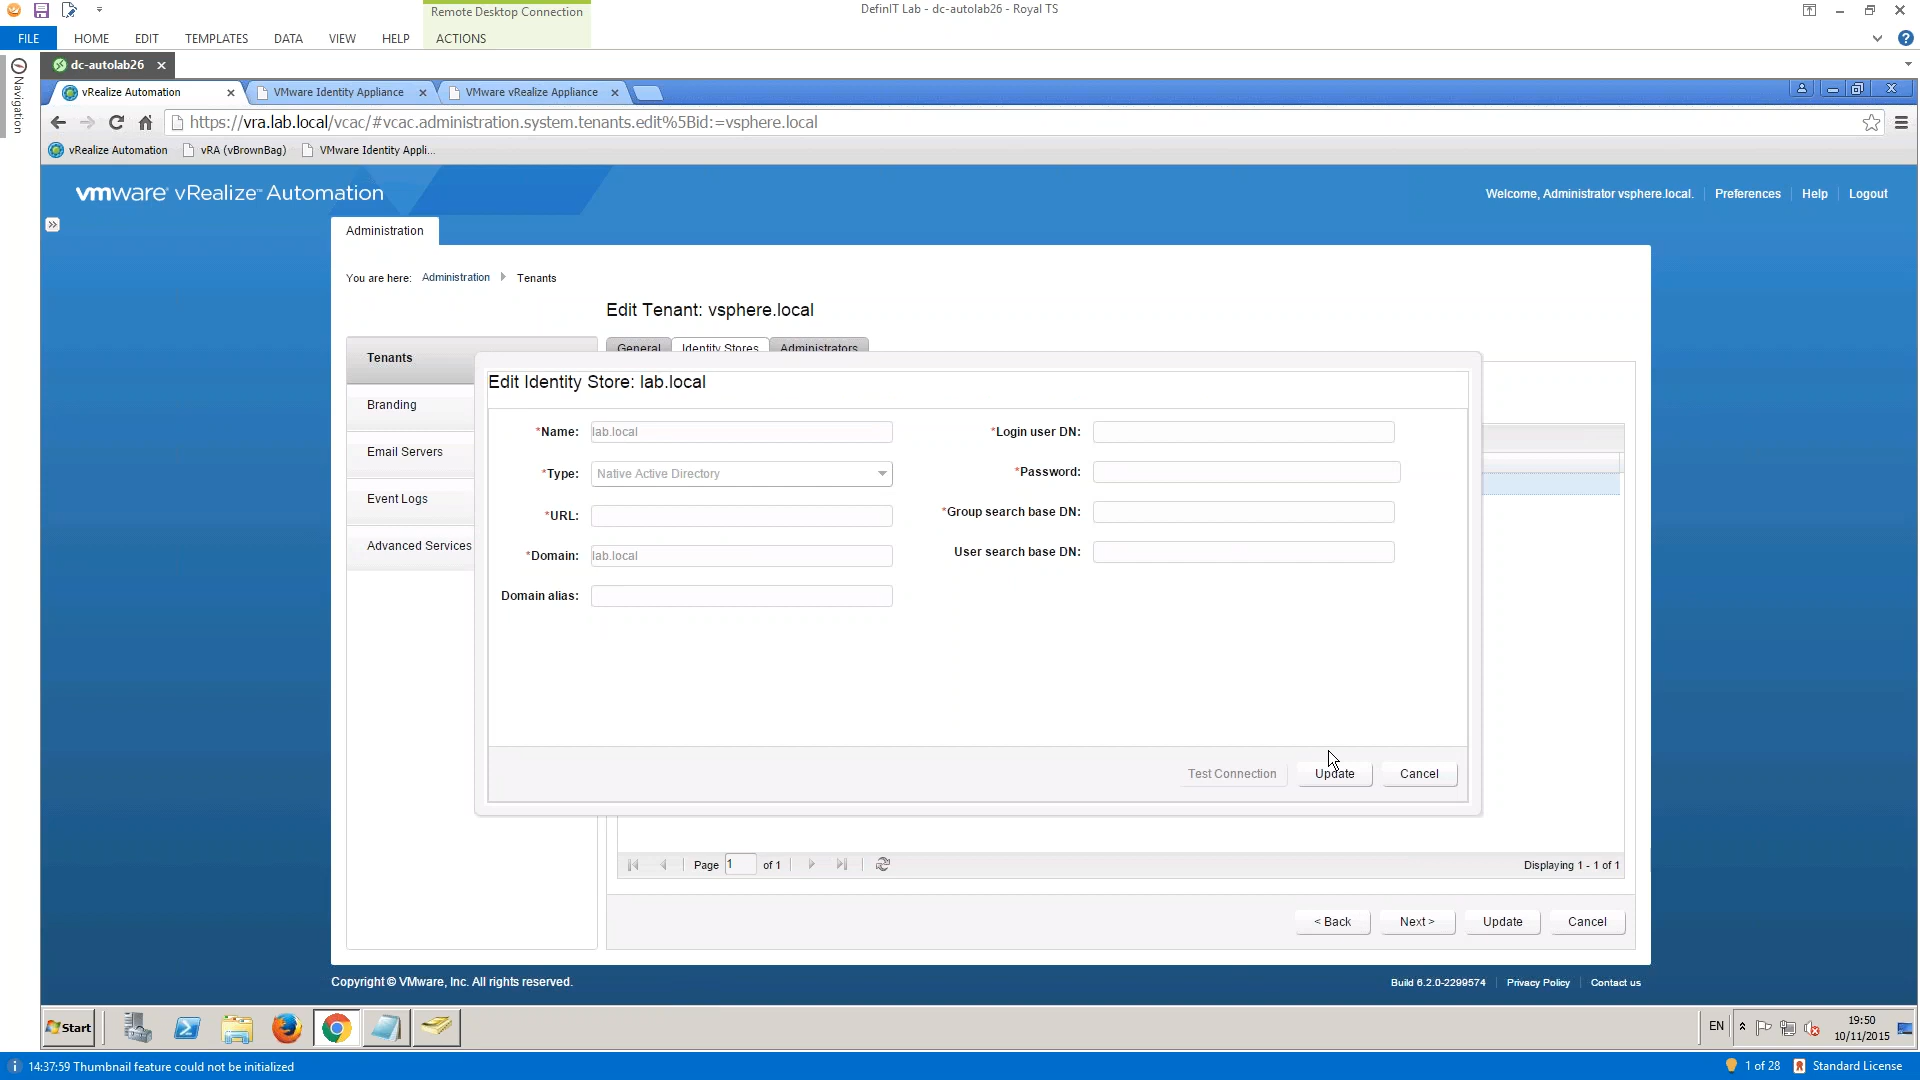 Remote Desktop Connection
DefinIT Lab - dc-autolab26 - Royal TS
FILE HOME EDIT TEMPLATES DATA VIEW HELP ACTIONS
Navigation
dc-autolab26
vRealize Automation VMware Identity Appliance VMware vRealize Appliance
https://vra.lab.local/vcac/#vcac.administration.system.tenants.edit%5Bid:=vsphere.local
vRealize Automation vRA (vBrownBag) VMware Identity Appli...
vmware vRealize™ Automation
Welcome, Administrator vsphere.local. Preferences Help Logout
Administration
You are here: Administration Tenants
Edit Tenant: vsphere.local
Tenants
Branding
Email Servers
Event Logs
Advanced Services
General Identity Stores Administrators
Edit Identity Store: lab.local
*Name: lab.local
*Type: Native Active Directory
*URL:
*Domain: lab.local
Domain alias:
*Login user DN:
*Password:
*Group search base DN:
User search base DN:
Test Connection Update Cancel
Page 1 of 1
Displaying 1 - 1 of 1
< Back Next > Update Cancel
Copyright © VMware, Inc. All rights reserved.
Build 6.2.0-2299574 Privacy Policy Contact us
Start
EN
19:50
10/11/2015
14:37:59 Thumbnail feature could not be initialized
1 of 28 Standard License